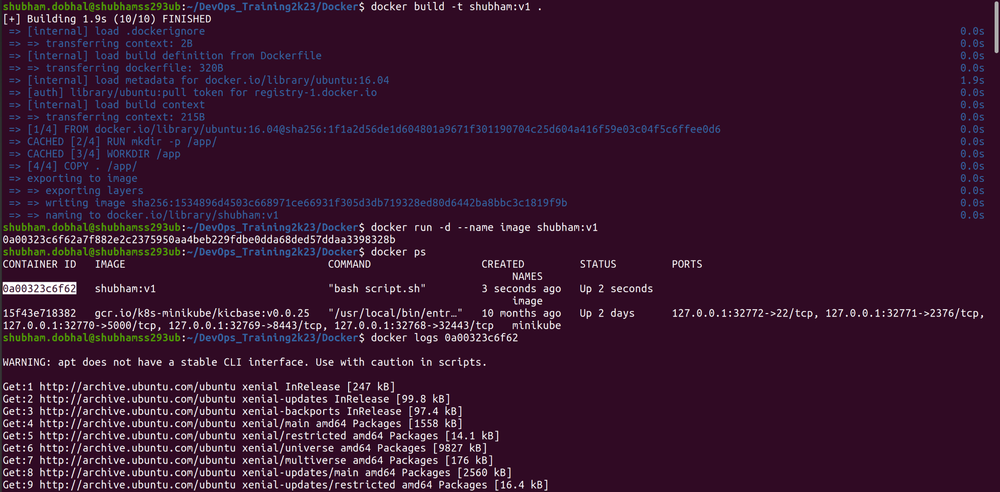 shubham.dobhal@shubhamss293ub:~/DevOps_Training2k23/Docker$ docker build -t shubham:v1 .
[+] Building 1.9s (10/10) FINISHED
=> [internal] load .dockerignore 0.0s
=> => transferring context: 2B 0.0s
=> [internal] load build definition from Dockerfile 0.0s
=> => transferring dockerfile: 320B 0.0s
=> [internal] load metadata for docker.io/library/ubuntu:16.04 1.9s
=> [auth] library/ubuntu:pull token for registry-1.docker.io 0.0s
=> [internal] load build context 0.0s
=> => transferring context: 215B 0.0s
=> [1/4] FROM docker.io/library/ubuntu:16.04@sha256:1f1a2d56de1d604801a9671f301190704c25d604a416f59e03c04f5c6ffee0d6 0.0s
=> CACHED [2/4] RUN mkdir -p /app/ 0.0s
=> CACHED [3/4] WORKDIR /app 0.0s
=> [4/4] COPY . /app/ 0.0s
=> exporting to image 0.0s
=> => exporting layers 0.0s
=> => writing image sha256:1534896d4503c668971ce66931f305d3db719328ed80d6442ba8bbc3c1819f9b 0.0s
=> => naming to docker.io/library/shubham:v1 0.0s
shubham.dobhal@shubhamss293ub:~/DevOps_Training2k23/Docker$ docker run -d --name image shubham:v1
0a00323c6f62a7f882e2c2375950aa4beb229fdbe0dda68ded57ddaa3398328b
shubham.dobhal@shubhamss293ub:~/DevOps_Training2k23/Docker$ docker ps
CONTAINER ID IMAGE COMMAND CREATED STATUS PORTS
NAMES
0a00323c6f62 shubham:v1 "bash script.sh" 3 seconds ago Up 2 seconds
image
15f43e718382 gcr.io/k8s-minikube/kicbase:v0.0.25 "/usr/local/bin/entr…" 10 months ago Up 2 days 127.0.0.1:32772->22/tcp, 127.0.0.1:32771->2376/tcp,
127.0.0.1:32770->5000/tcp, 127.0.0.1:32769->8443/tcp, 127.0.0.1:32768->32443/tcp minikube
shubham.dobhal@shubhamss293ub:~/DevOps_Training2k23/Docker$ docker logs 0a00323c6f62
WARNING: apt does not have a stable CLI interface. Use with caution in scripts.
Get:1 http://archive.ubuntu.com/ubuntu xenial InRelease [247 kB]
Get:2 http://archive.ubuntu.com/ubuntu xenial-updates InRelease [99.8 kB]
Get:3 http://archive.ubuntu.com/ubuntu xenial-backports InRelease [97.4 kB]
Get:4 http://archive.ubuntu.com/ubuntu xenial/main amd64 Packages [1558 kB]
Get:5 http://archive.ubuntu.com/ubuntu xenial/restricted amd64 Packages [14.1 kB]
Get:6 http://archive.ubuntu.com/ubuntu xenial/universe amd64 Packages [9827 kB]
Get:7 http://archive.ubuntu.com/ubuntu xenial/multiverse amd64 Packages [176 kB]
Get:8 http://archive.ubuntu.com/ubuntu xenial-updates/main amd64 Packages [2560 kB]
Get:9 http://archive.ubuntu.com/ubuntu xenial-updates/restricted amd64 Packages [16.4 kB]